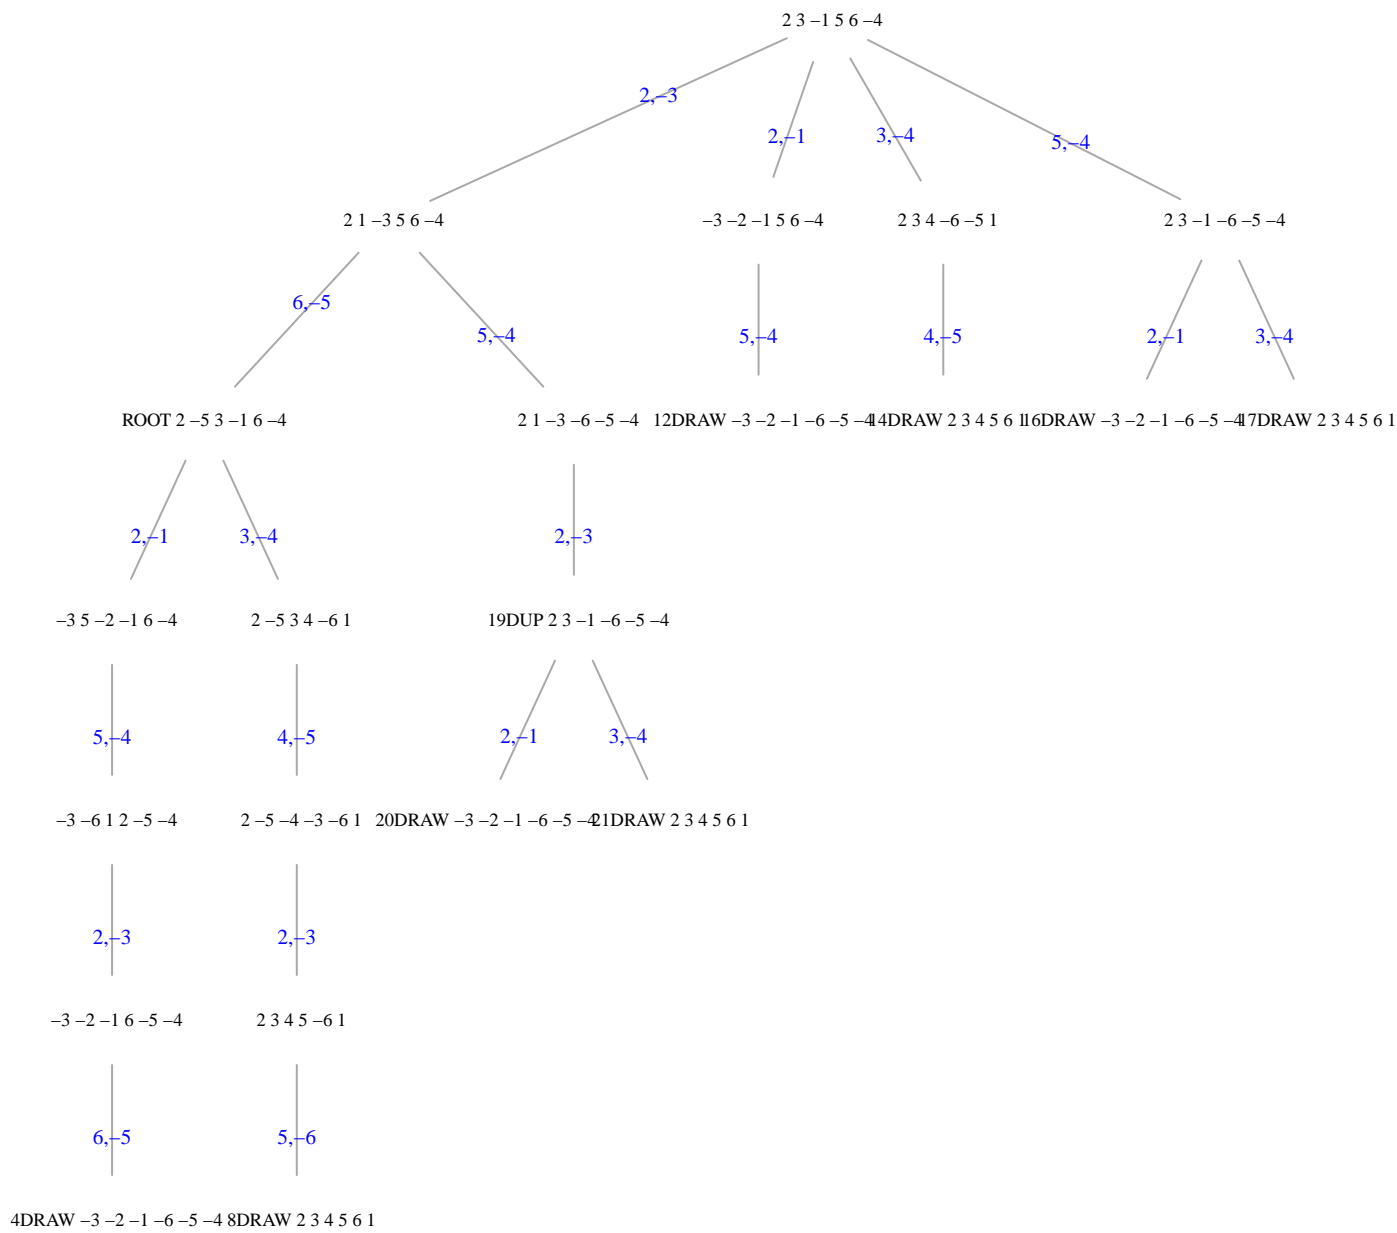 2 3 −1 5 6 −4
2,−3
2,−1
3,−4
5,−4
2 1 −3 5 6 −4
−3 −2 −1 5 6 −4
2 3 4 −6 −5 1
2 3 −1 −6 −5 −4
6,−5
5,−4
5,−4
4,−5
2,−1
3,−4
ROOT 2 −5 3 −1 6 −4
2 1 −3 −6 −5 −4
12DRAW −3 −2 −1 −6 −5 −4
14DRAW 2 3 4 5 6 1
16DRAW −3 −2 −1 −6 −5 −4
17DRAW 2 3 4 5 6 1
2,−1
3,−4
2,−3
−3 5 −2 −1 6 −4
2 −5 3 4 −6 1
19DUP 2 3 −1 −6 −5 −4
5,−4
4,−5
2,−1
3,−4
−3 −6 1 2 −5 −4
2 −5 −4 −3 −6 1
20DRAW −3 −2 −1 −6 −5 −4
21DRAW 2 3 4 5 6 1
2,−3
2,−3
−3 −2 −1 6 −5 −4
2 3 4 5 −6 1
6,−5
5,−6
4DRAW −3 −2 −1 −6 −5 −4
8DRAW 2 3 4 5 6 1